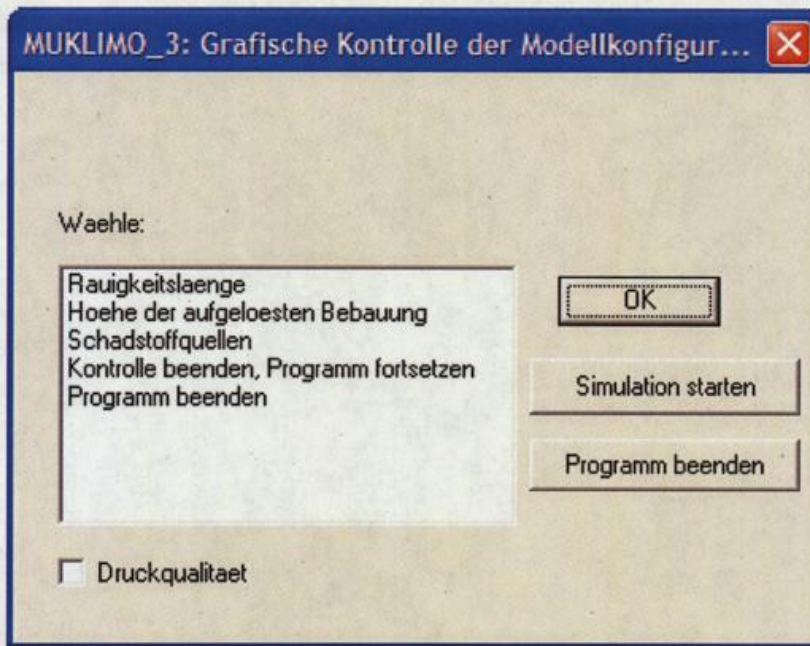 MUKLIMO_3: Grafische Kontrolle der Modellkonfigur...
Waehle:
Rauigkeitslaenge
Hoehe der aufgeloesten Bebauung
Schadstoffquellen
Kontrolle beenden, Programm fortsetzen
Programm beenden
OK
Simulation starten
Programm beenden
Druckqualitaet